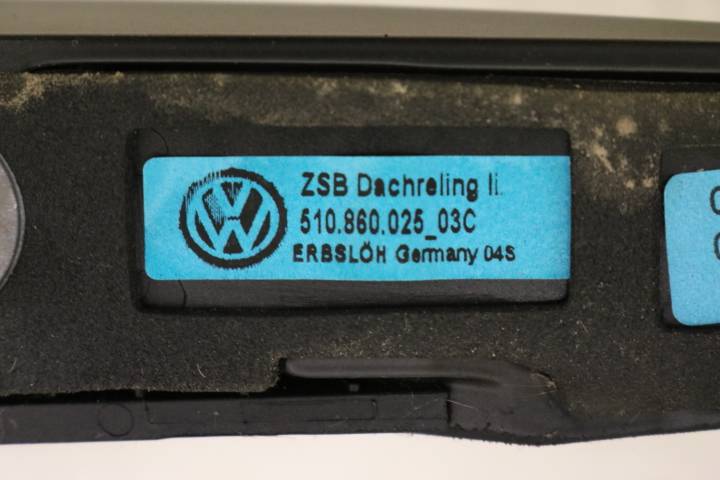 ZSB Dachreling li.
510.860.025_03C
ERBSLÖH Germany 04S